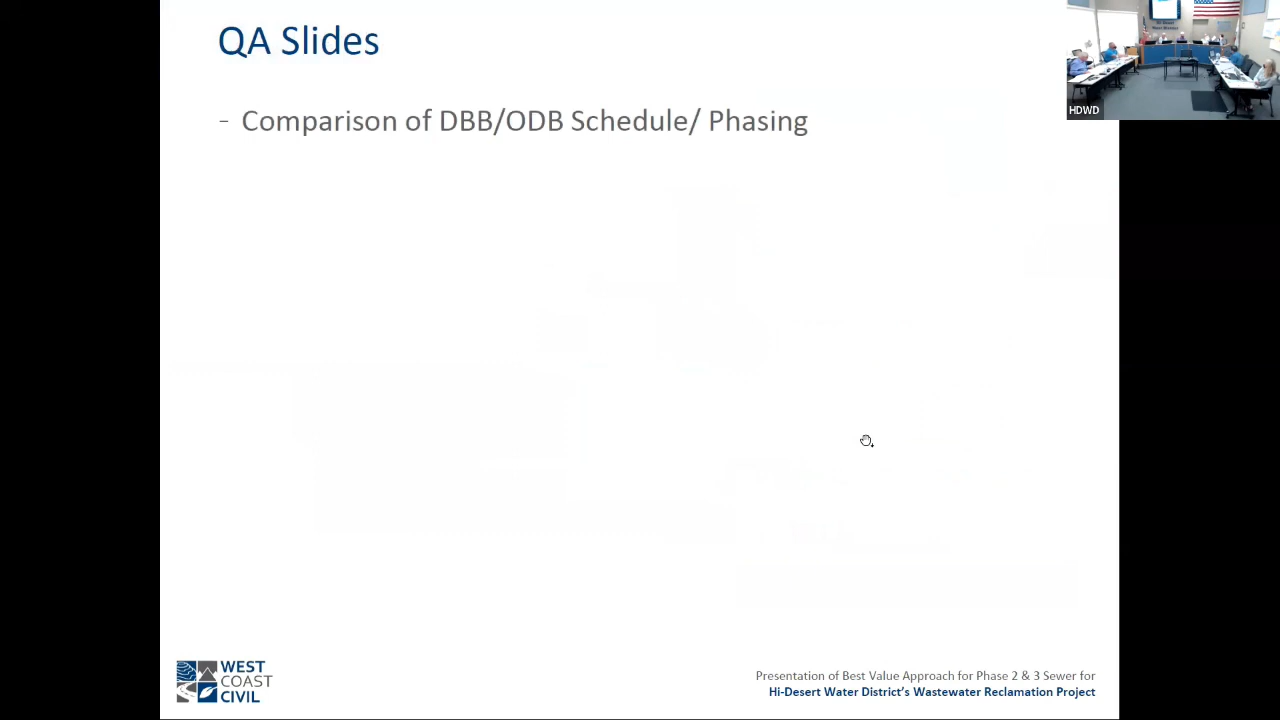 QA Slides
- Comparison of DBB/ODB Schedule/ Phasing
HDWD
WEST
COAST
CIVIL
Presentation of Best Value Approach for Phase 2 & 3 Sewer for
Hi-Desert Water District's Wastewater Reclamation Project